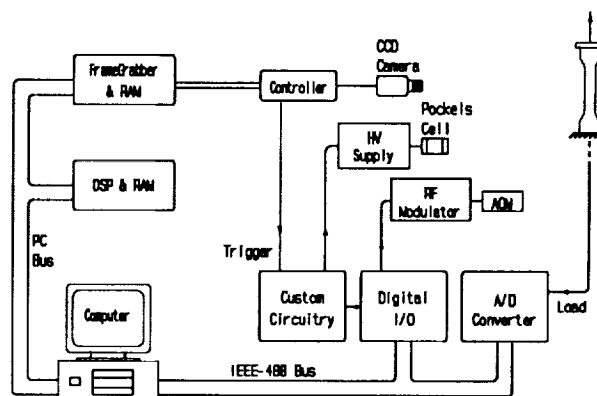 CCD
Camera
FrameGrabber
& RAM
Controller
Pockels
Cell
HV
Supply
DSP & RAM
RF
Modulator
AOM
PC
Bus
Trigger
Computer
Custom
Circuitry
Digital
I/O
A/D
Converter
Load
IEEE-488 Bus